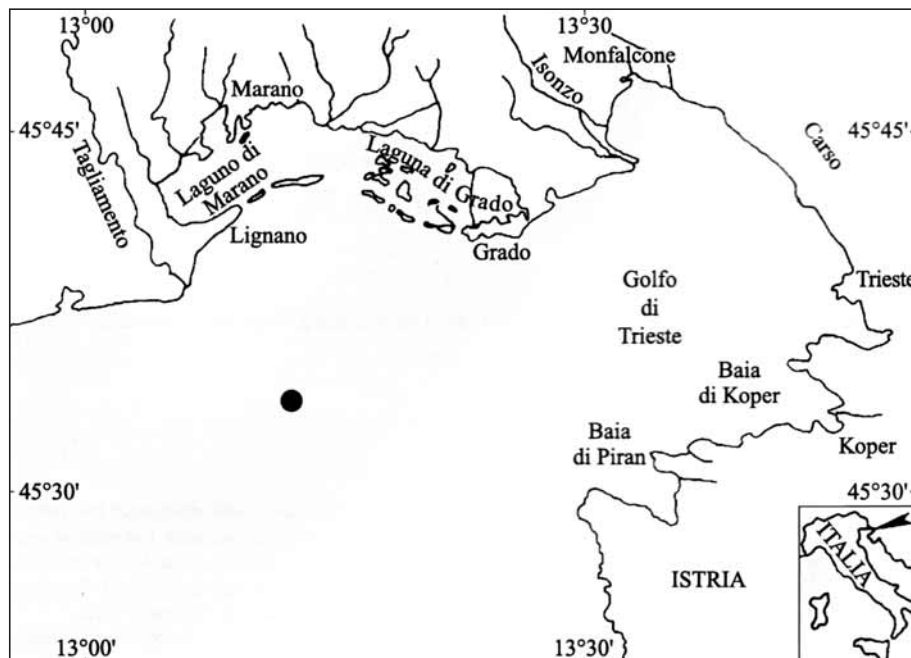 13°00'
13°30'
Monfalcone
Isonzo
Marano
45°45'
45°45'
Carso
Tagliamento
Laguno di
Marano
Laguna di Grado
Lignano
Grado
Golfo
di
Trieste
Trieste
Baia
di Koper
Baia
di Piran
Koper
45°30'
45°30'
ISTRIA
ITALIA
13°00'
13°30'